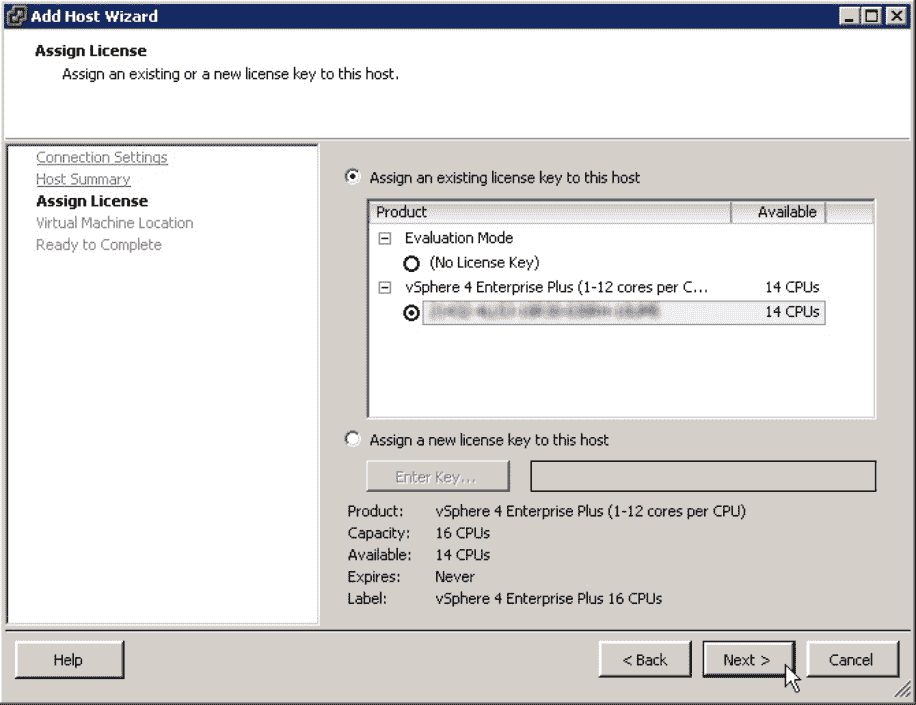 Add Host Wizard
Assign License
Assign an existing or a new license key to this host.
Connection Settings
Host Summary
Assign License
Virtual Machine Location
Ready to Complete
Assign an existing license key to this host
Product Available
Evaluation Mode
(No License Key)
vSphere 4 Enterprise Plus (1-12 cores per C... 14 CPUs
14 CPUs
Assign a new license key to this host
Enter Key...
Product: vSphere 4 Enterprise Plus (1-12 cores per CPU)
Capacity: 16 CPUs
Available: 14 CPUs
Expires: Never
Label: vSphere 4 Enterprise Plus 16 CPUs
Help < Back Next > Cancel